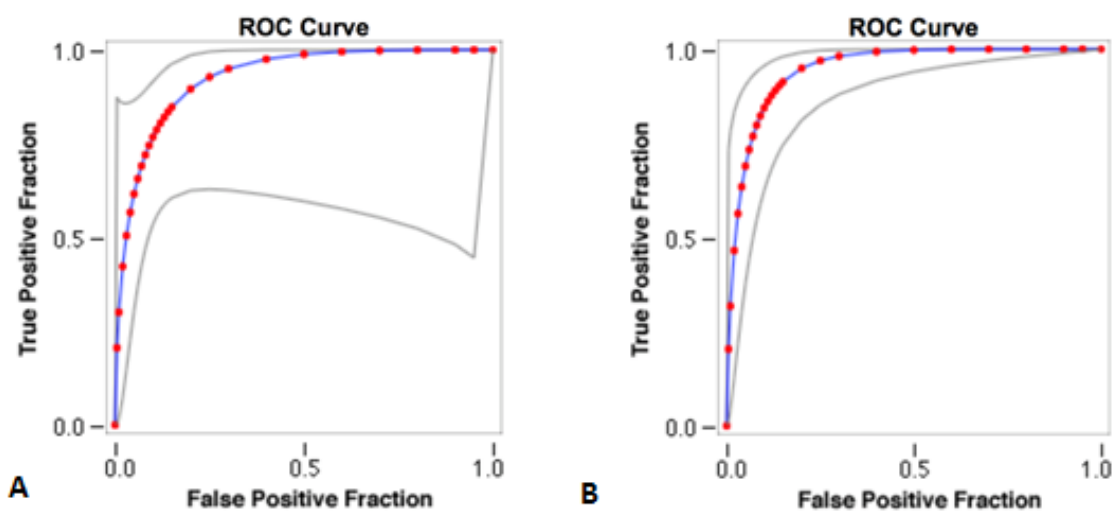 ROC Curve
1.0
0.5
0.0
True Positive Fraction
0.0 0.5 1.0
False Positive Fraction
A
ROC Curve
1.0
0.5
0.0
True Positive Fraction
0.0 0.5 1.0
False Positive Fraction
B